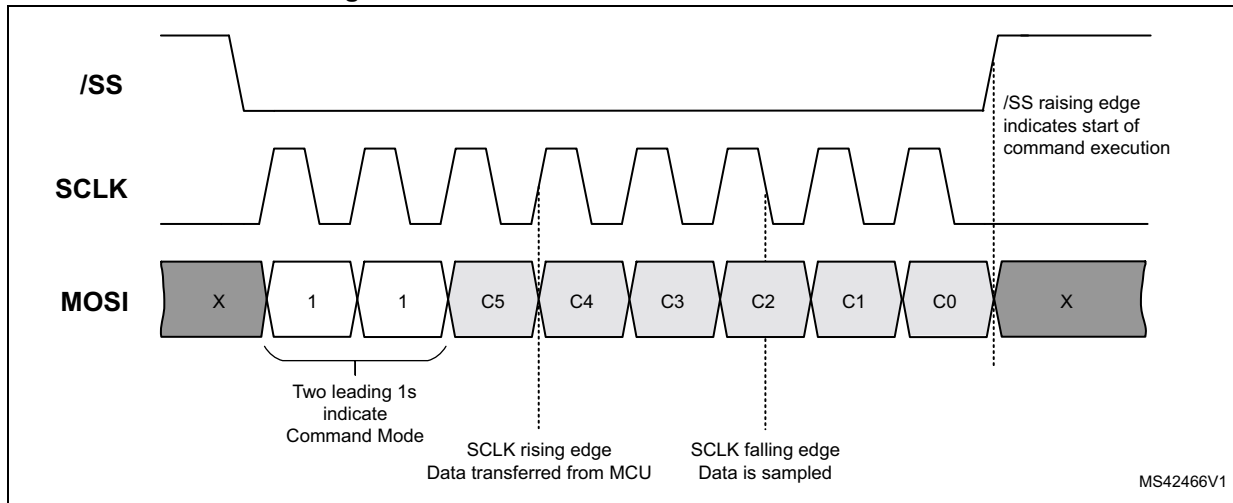 /SS
/SS raising edge
indicates start of
command execution
SCLK
MOSI
X 1 1 C5 C4 C3 C2 C1 C0 X
Two leading 1s
indicate
Command Mode
SCLK rising edge
Data transferred from MCU
SCLK falling edge
Data is sampled
MS42466V1